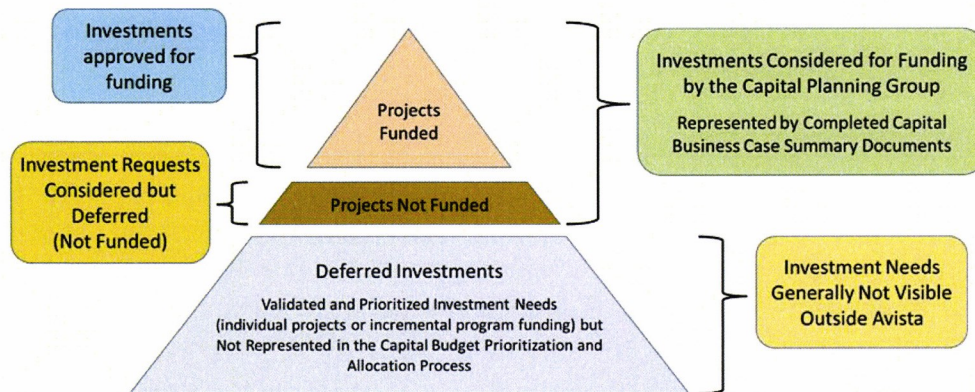 Investments
approved for
funding
Projects
Funded
Investments Considered for Funding
by the Capital Planning Group
Represented by Completed Capital
Business Case Summary Documents
Investment Requests
Considered but
Deferred
(Not Funded)
Projects Not Funded
Deferred Investments
Validated and Prioritized Investment Needs
(individual projects or incremental program funding) but
Not Represented in the Capital Budget Prioritization and
Allocation Process
Investment Needs
Generally Not Visible
Outside Avista